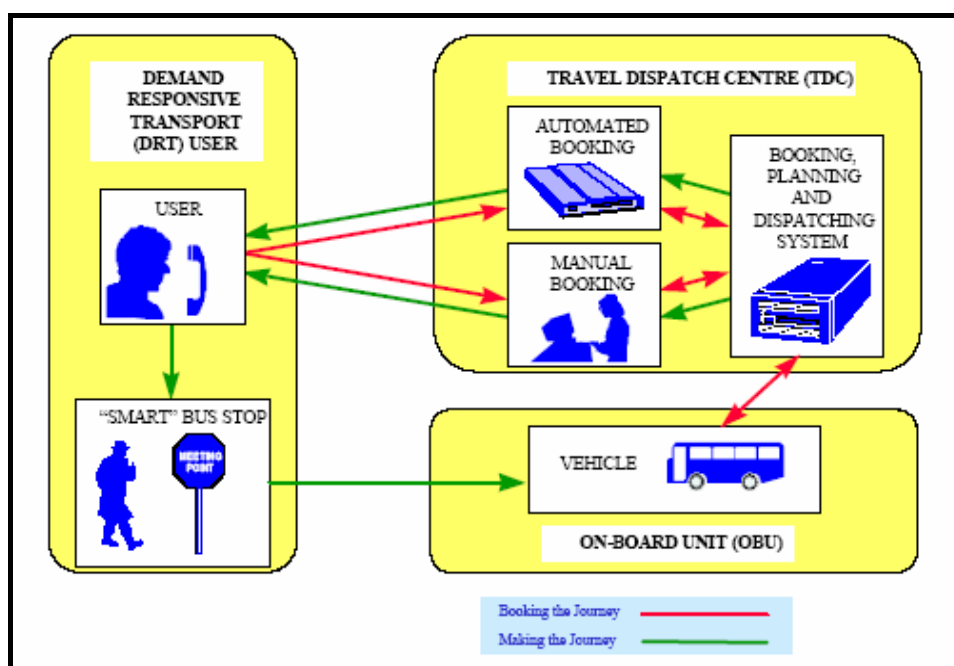 DEMAND
RESPONSIVE
TRANSPORT
(DRT) USER
USER
“SMART” BUS STOP
MEETING
POINT
TRAVEL DISPATCH CENTRE (TDC)
AUTOMATED
BOOKING
MANUAL
BOOKING
BOOKING,
PLANNING
AND
DISPATCHING
SYSTEM
VEHICLE
ON-BOARD UNIT (OBU)
Booking the Journey
Making the Journey